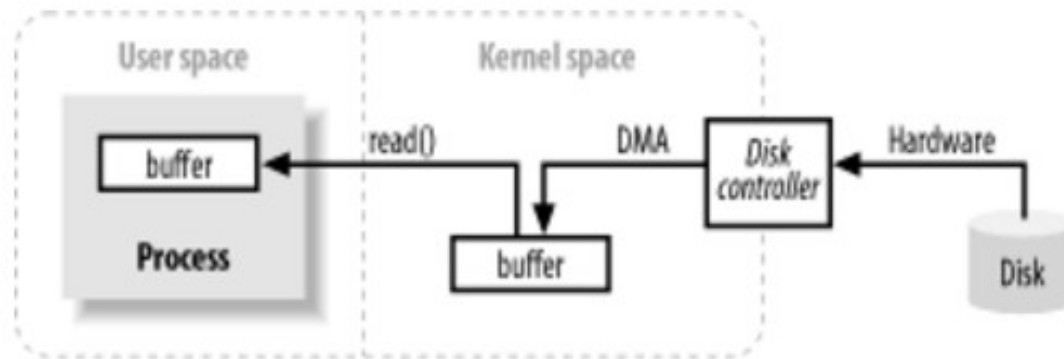 User space
Kernel space
buffer
Process
read()
buffer
DMA
Disk
controller
Hardware
Disk